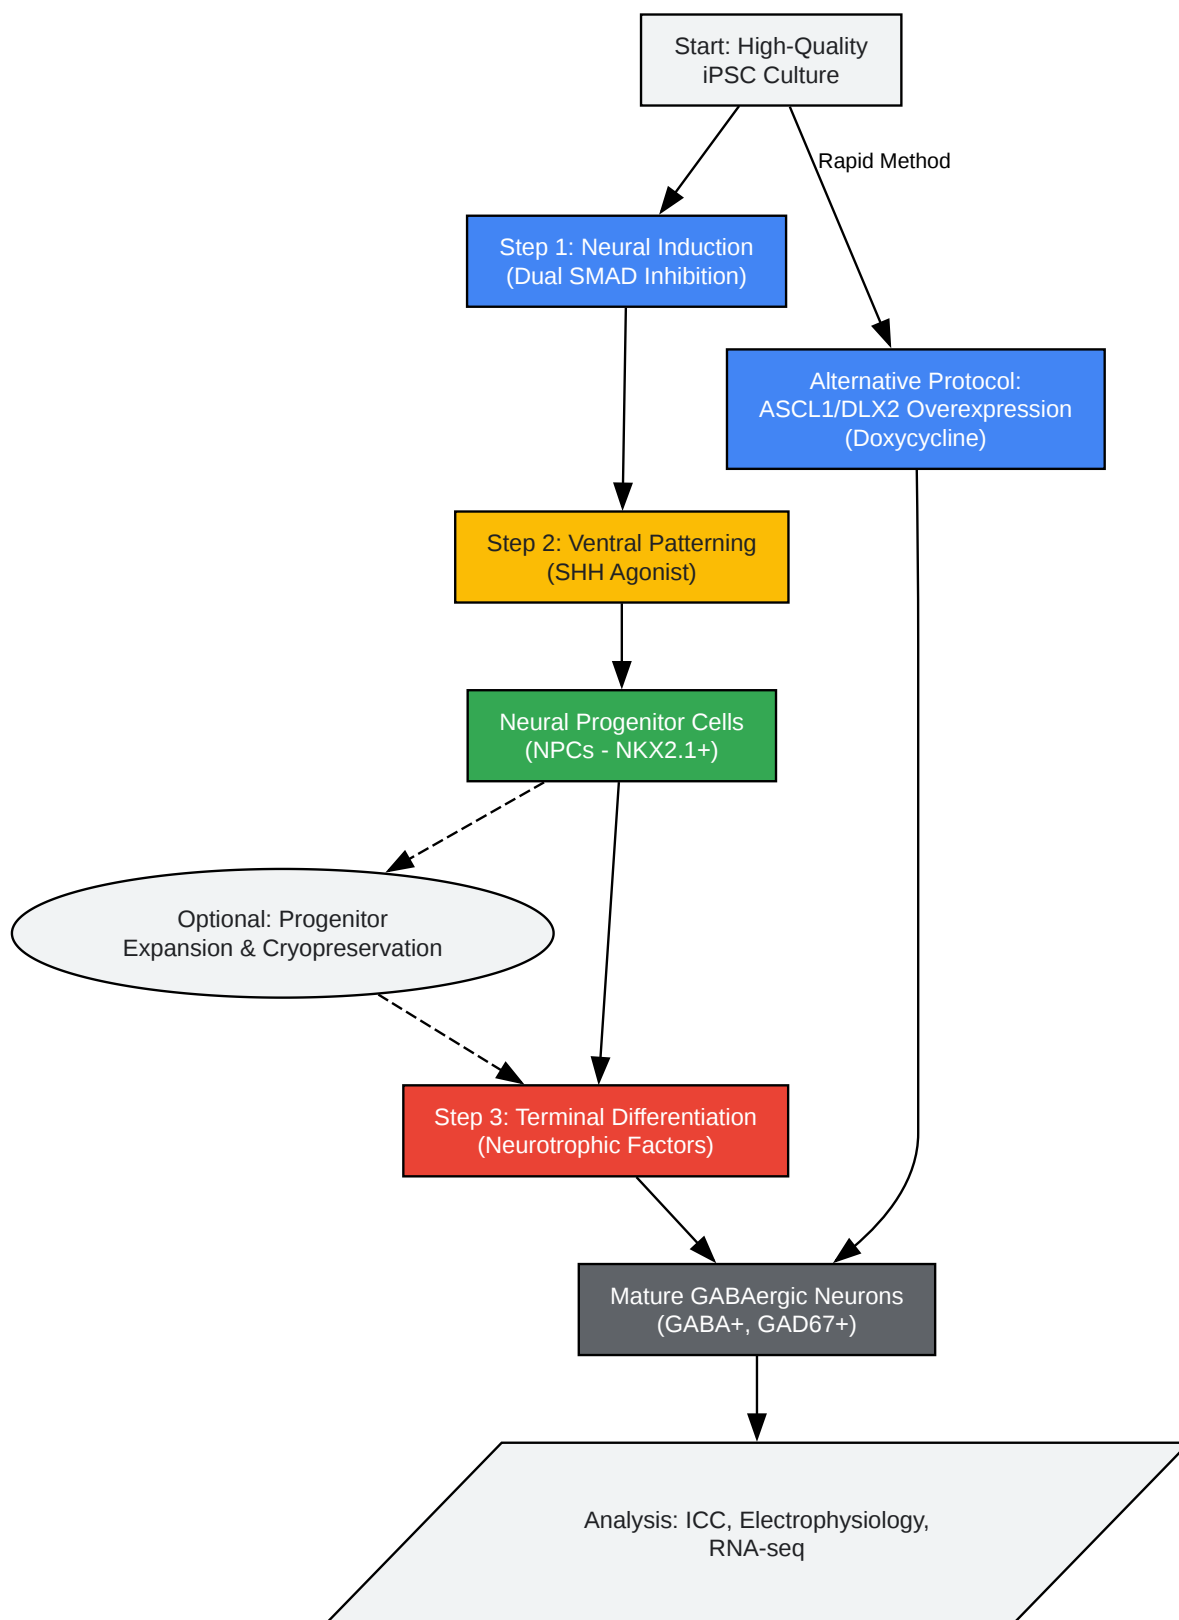 Start: High-Quality
iPSC Culture
Rapid Method
Step 1: Neural Induction
(Dual SMAD Inhibition)
Alternative Protocol:
ASCL1/DLX2 Overexpression
(Doxycycline)
Step 2: Ventral Patterning
(SHH Agonist)
Neural Progenitor Cells
(NPCs - NKX2.1+)
Optional: Progenitor
Expansion & Cryopreservation
Step 3: Terminal Differentiation
(Neurotrophic Factors)
Mature GABAergic Neurons
(GABA+, GAD67+)
Analysis: ICC, Electrophysiology,
RNA-seq